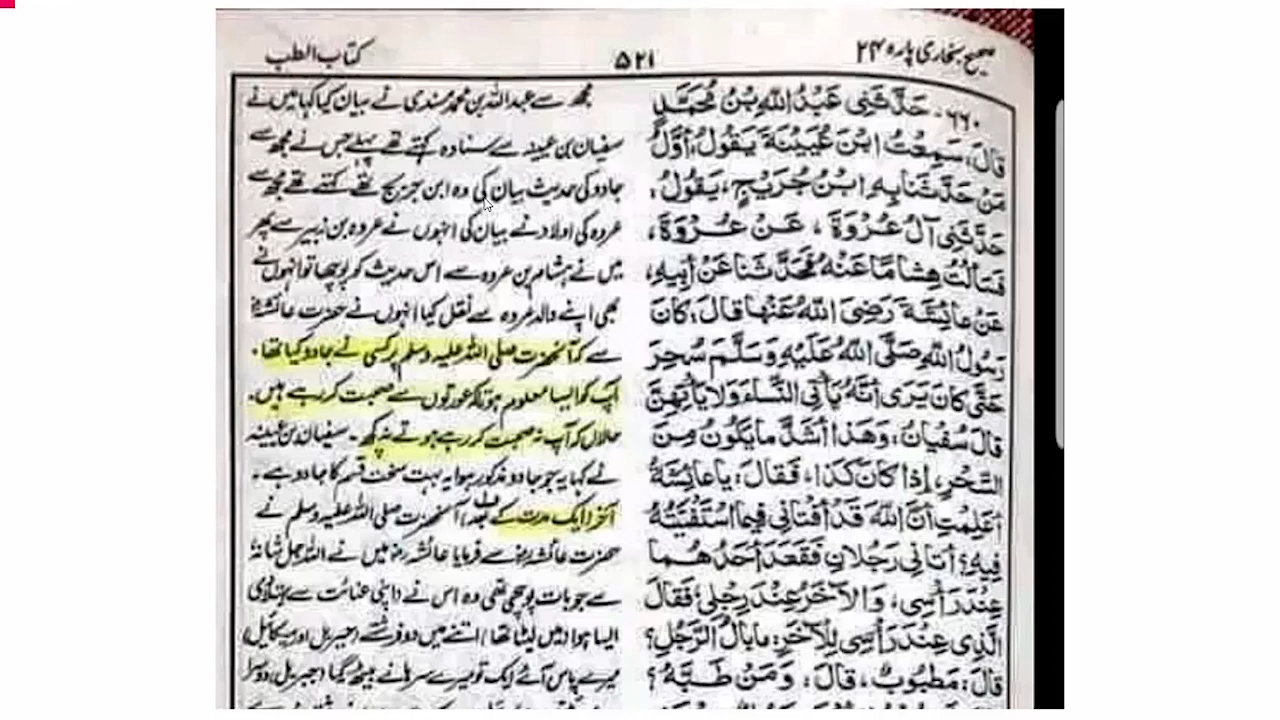 صحیح بخاری پارہ ۲۴
۵۲۱
کتاب الطب
۶۶۰- حَدَّثَنِي عَبْدُ اللّٰهِ بْنُ مُحَمَّدٍ
قَالَ: سَمِعْتُ ابْنَ عُيَيْنَةَ يَقُولُ: أَوَّلُ
مَنْ حَدَّثَنَا بِهِ ابْنُ جُرَيْجٍ، يَقُولُ:
حَدَّثَنِي آلُ عُرْوَةَ، عَنْ عُرْوَةَ،
فَسَأَلْتُ هِشَامًا عَنْهُ فَحَدَّثَنَا عَنْ أَبِيهِ،
عَنْ عَائِشَةَ رَضِيَ اللّٰهُ عَنْهَا قَالَ: كَانَ
رَسُولُ اللّٰهِ صَلَّى اللّٰهُ عَلَيْهِ وَسَلَّمَ سُحِرَ
حَتَّى كَانَ يَرَى أَنَّهُ يَأْتِي النِّسَاءَ وَلَا يَأْتِيهِنَّ
قَالَ سُفْيَانُ: وَهٰذَا أَشَدُّ مَا يَكُونُ مِنَ
السِّحْرِ، إِذَا كَانَ كَذَا، فَقَالَ: يَا عَائِشَةُ
أَعَلِمْتِ أَنَّ اللّٰهَ قَدْ أَفْتَانِي فِيمَا اسْتَفْتَيْتُهُ
فِيهِ؟ أَتَانِي رَجُلَانِ فَقَعَدَ أَحَدُهُمَا
عِنْدَ رَأْسِي، وَالْآخَرُ عِنْدَ رِجْلِي، فَقَالَ
الَّذِي عِنْدَ رَأْسِي لِلْآخَرِ: مَا بَالُ الرَّجُلِ؟
قَالَ: مَطْبُوبٌ، قَالَ: وَمَنْ طَبَّهُ؟
مجھ سے عبداللہ بن محمد مسندی نے بیان کیا کہا میں نے
سفیان بن عیینہ سے سنا وہ کہتے تھے پہلے جس نے مجھ سے
جادو کی حدیث بیان کی وہ ابن جریج تھے کہتے تھے مجھ سے
عروہ کی اولاد نے بیان کی انہوں نے عروہ بن زبیر سے پھر
میں نے ہشام بن عروہ سے اس حدیث کو پوچھا تو انہوں نے
بھی اپنے والد عروہ سے نقل کیا انہوں نے حضرت عائشہؓ
سے کہ آنحضرت صلی اللہ علیہ وسلم پر کسی نے جادو کیا تھا۔
آپ کو ایسا معلوم ہوتا کہ عورتوں سے صحبت کر رہے ہیں۔
حالاں کہ آپ نہ صحبت کر رہے ہوتے نہ کچھ۔ سفیان بن عیینہ
نے کہا یہ جو جادو مذکور ہوا یہ بہت سخت قسم کا جادو ہے۔
آخر (ایک مدت کے بعد) آنحضرت صلی اللہ علیہ وسلم نے
حضرت عائشہ رضہ سے فرمایا عائشہ رضہ میں نے اللہ جل شانہٗ
سے جو بات پوچھی تھی وہ اس نے (اپنی عنایت سے) بتلا دی
ایسا ہوا (میں لیٹا تھا) اتنے میں دو فرشتے (جبریل اور میکائیل)
میرے پاس آئے ایک تو میرے سرہانے بیٹھ گیا (جبریل) دوسرا